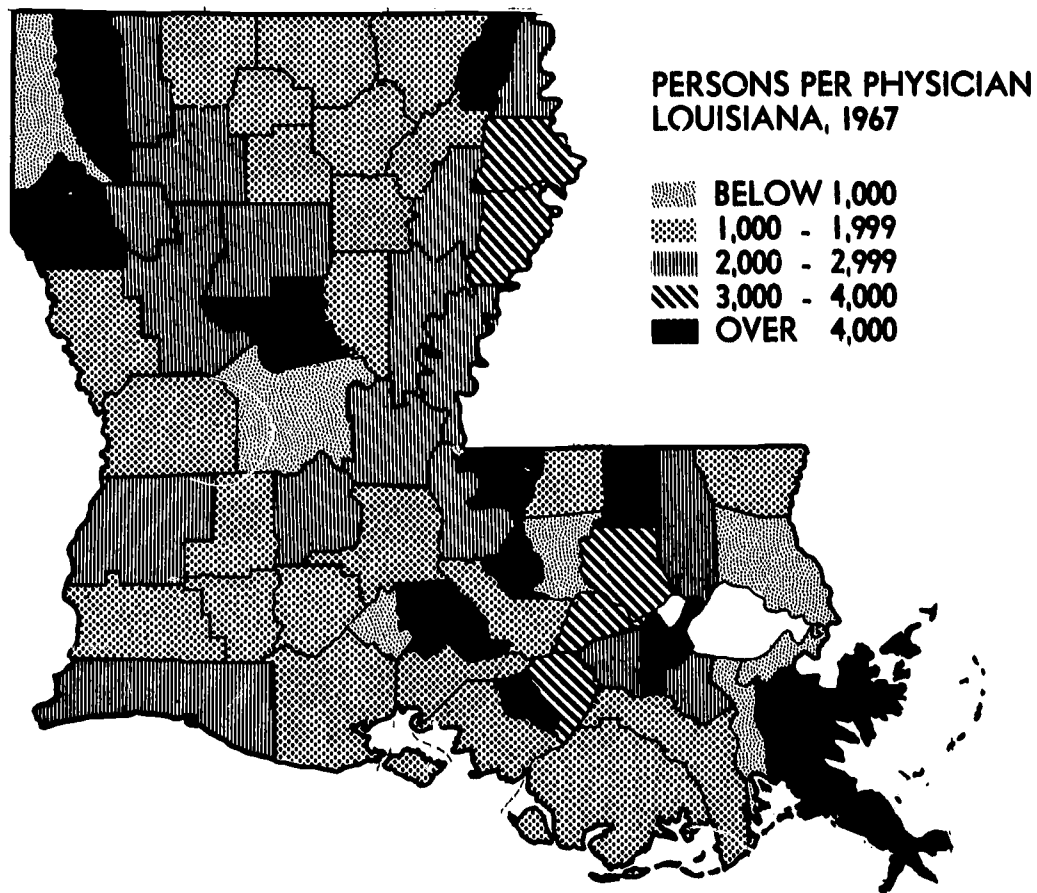 PERSONS PER PHYSICIAN
LOUISIANA, 1967
BELOW 1,000
1,000 - 1,999
2,000 - 2,999
3,000 - 4,000
OVER 4,000